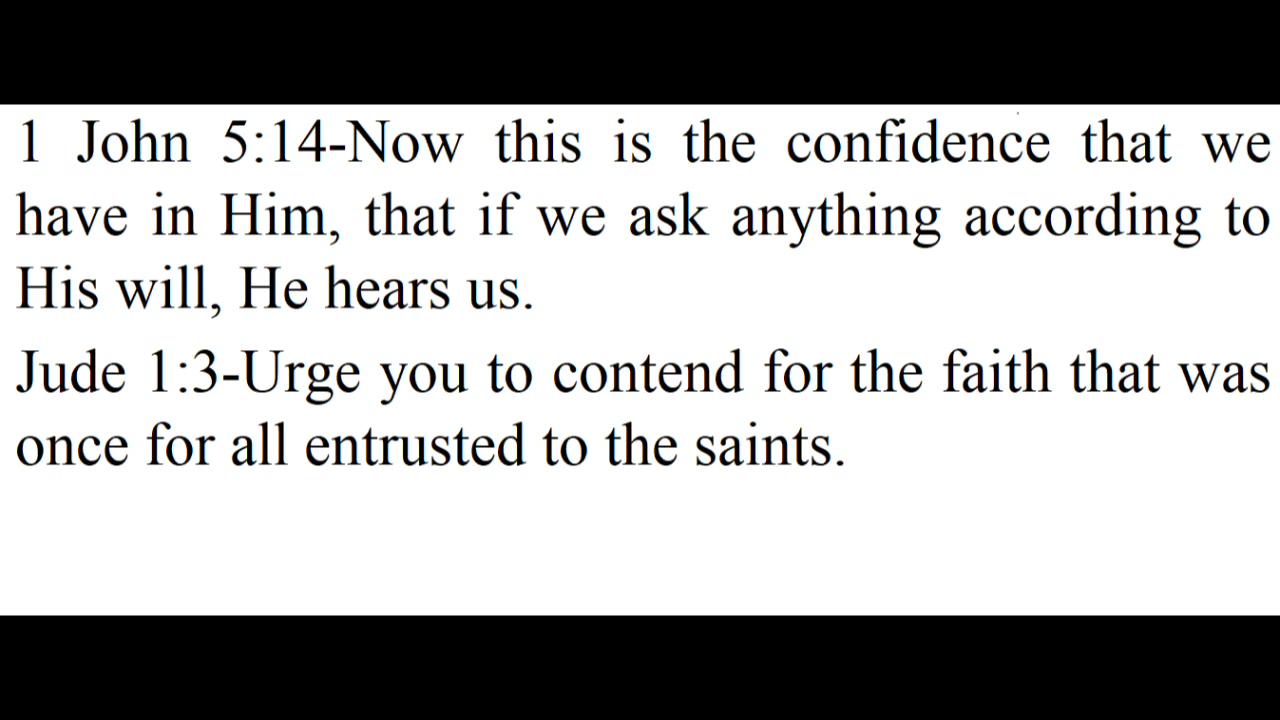 1 John 5:14-Now this is the confidence that we
have in Him, that if we ask anything according to
His will, He hears us.
Jude 1:3-Urge you to contend for the faith that was
once for all entrusted to the saints.